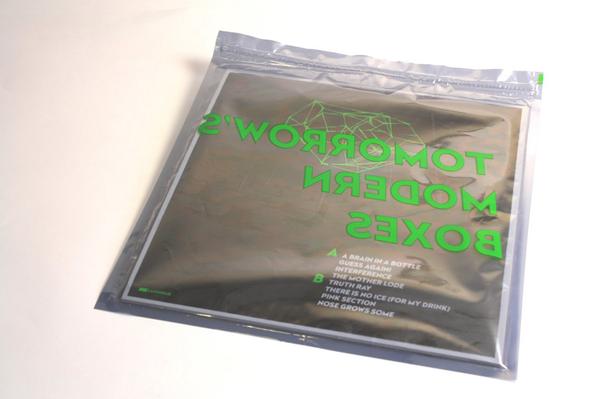 TOMORROW'S
MODERN
BOXES
A A BRAIN IN A BOTTLE
GUESS AGAIN!
INTERFERENCE
B THE MOTHER LODE
TRUTH RAY
THERE IS NO ICE (FOR MY DRINK)
PINK SECTION
NOSE GROWS SOME